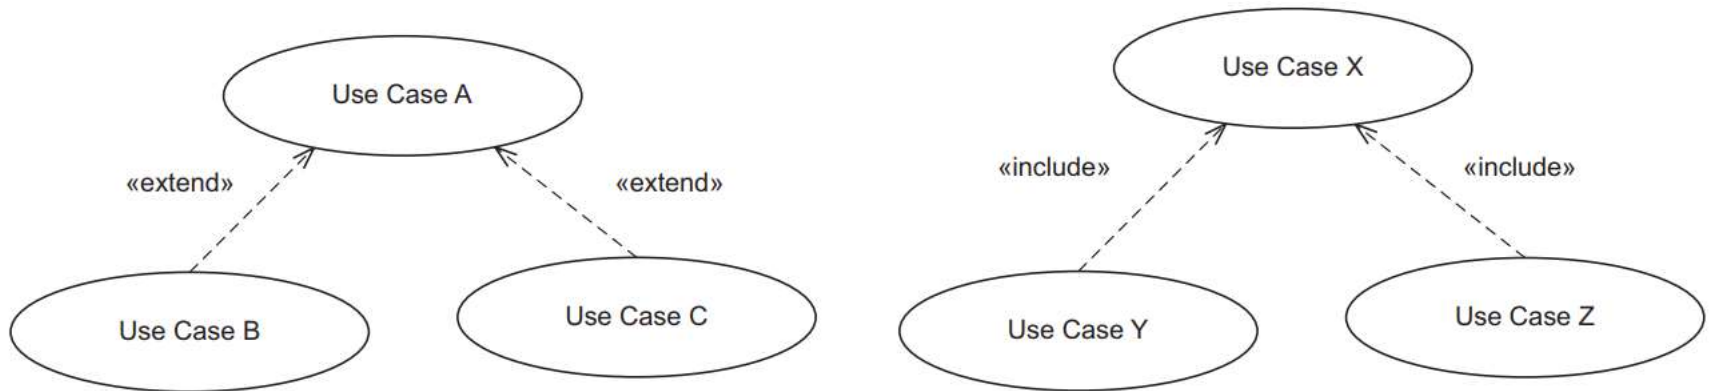 Use Case A
«extend»
«extend»
Use Case B
Use Case C
Use Case X
«include»
«include»
Use Case Y
Use Case Z